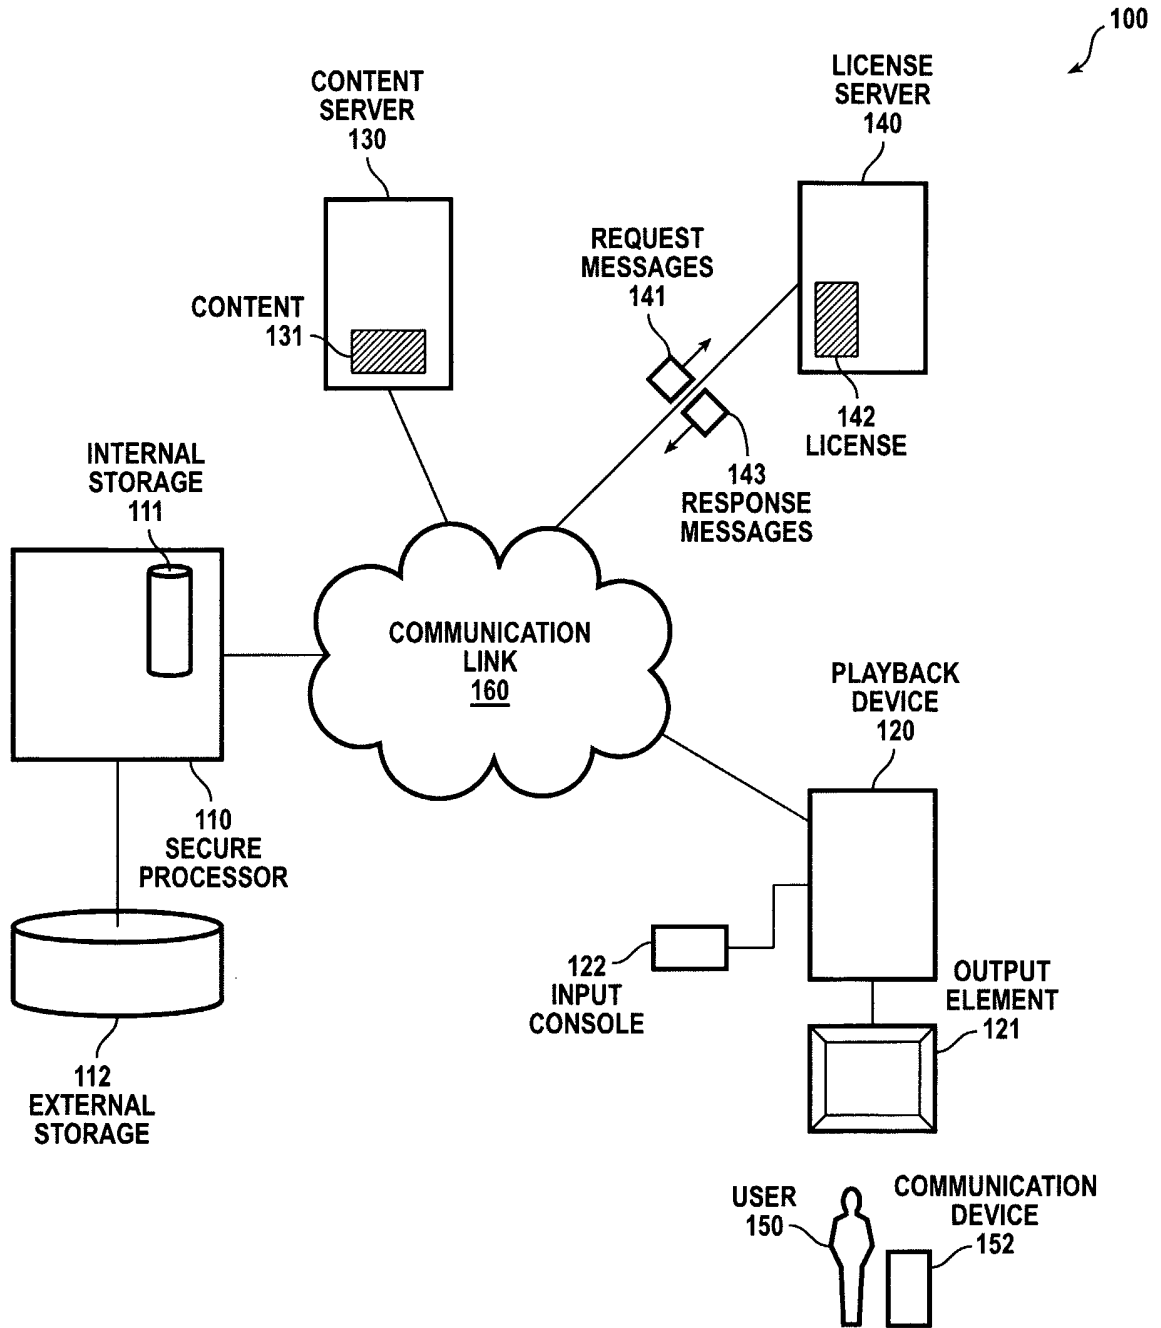 100
CONTENT
SERVER
130
LICENSE
SERVER
140
REQUEST
MESSAGES
141
CONTENT
131
142
LICENSE
143
RESPONSE
MESSAGES
INTERNAL
STORAGE
111
COMMUNICATION
LINK
160
PLAYBACK
DEVICE
120
110
SECURE
PROCESSOR
122
INPUT
CONSOLE
OUTPUT
ELEMENT
121
112
EXTERNAL
STORAGE
USER
150
COMMUNICATION
DEVICE
152